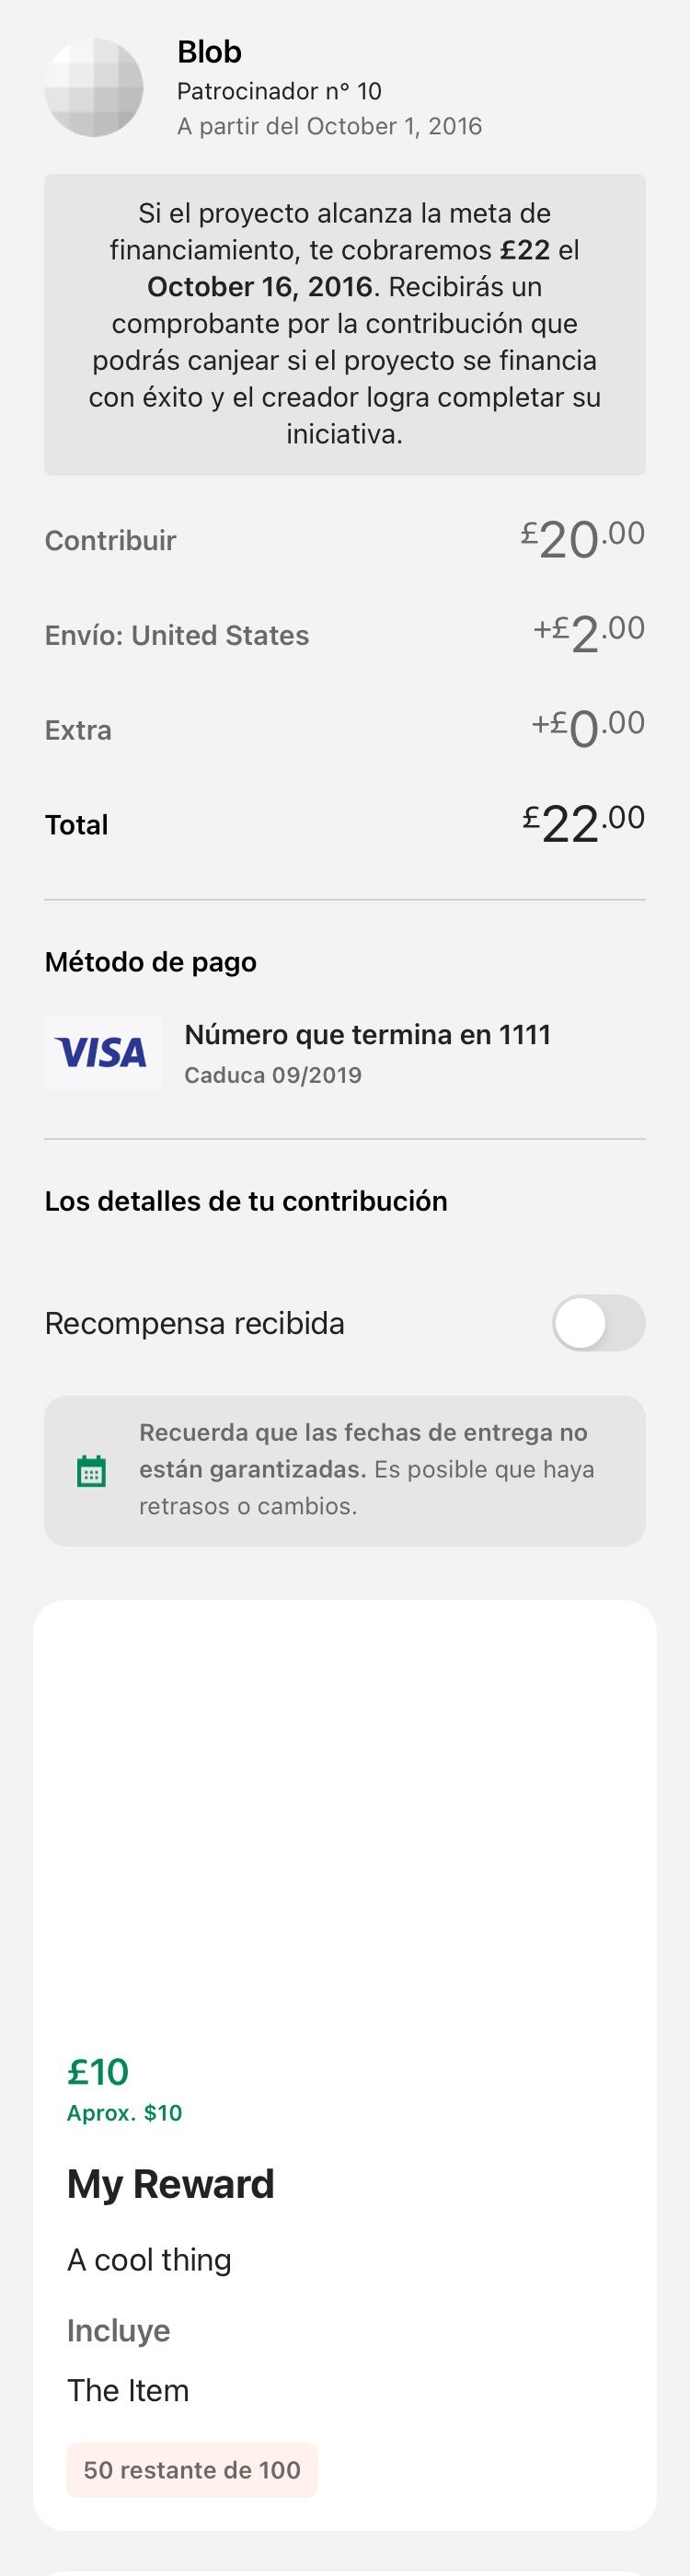 Blob
Patrocinador n° 10
A partir del October 1, 2016
Si el proyecto alcanza la meta de
financiamiento, te cobraremos £22 el
October 16, 2016. Recibirás un
comprobante por la contribución que
podrás canjear si el proyecto se financia
con éxito y el creador logra completar su
iniciativa.
Contribuir £20.00
Envío: United States +£2.00
Extra +£0.00
Total £22.00
Método de pago
VISA
Número que termina en 1111
Caduca 09/2019
Los detalles de tu contribución
Recompensa recibida
Recuerda que las fechas de entrega no
están garantizadas. Es posible que haya
retrasos o cambios.
£10
Aprox. $10
My Reward
A cool thing
Incluye
The Item
50 restante de 100